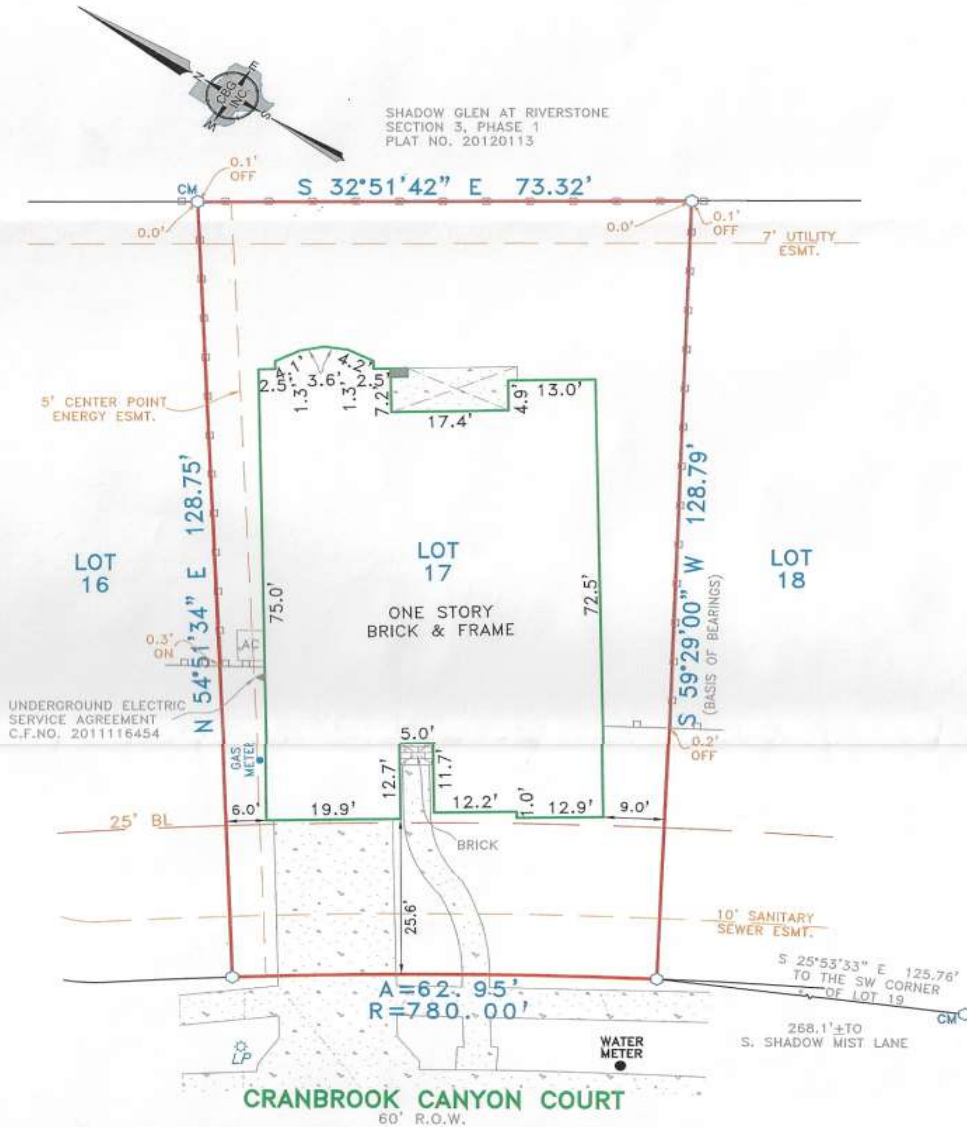 N
E
CBG
INC.
W
S
SHADOW GLEN AT RIVERSTONE
SECTION 3, PHASE 1
PLAT NO. 20120113
0.1'
OFF
CM
S 32°51'42" E 73.32'
0.0'
0.0'
0.1'
OFF
7' UTILITY
ESMT.
5' CENTER POINT
ENERGY ESMT.
2.5'
4.1'
1.3'
3.6'
4.2'
1.3'
2.5'
7.2'
17.4'
4.9'
13.0'
N 54°51'34" E 128.75'
S 59°29'00" W 128.79'
(BASIS OF BEARINGS)
LOT
16
LOT
17
LOT
18
ONE STORY
BRICK & FRAME
75.0'
72.5'
0.3'
ON
AC
UNDERGROUND ELECTRIC
SERVICE AGREEMENT
C.F.NO. 2011116454
GAS
METER
0.2'
OFF
5.0'
12.7'
11.7'
6.0'
19.9'
12.2'
1.0'
12.9'
9.0'
25' BL
BRICK
25.6'
10' SANITARY
SEWER ESMT.
S 25°53'33" E 125.76'
TO THE SW CORNER
OF LOT 19
CM
A=62.95'
R=780.00'
268.1'±TO
S. SHADOW MIST LANE
LP
WATER
METER
CRANBROOK CANYON COURT
60' R.O.W.